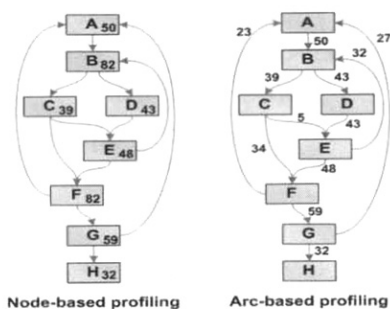 A 50
B 82
C 39
D 43
E 48
F 82
G 59
H 32
Node-based profiling
23
A
27
50
32
B
39
43
C
D
5
43
E
34
48
F
59
G
32
H
Arc-based profiling